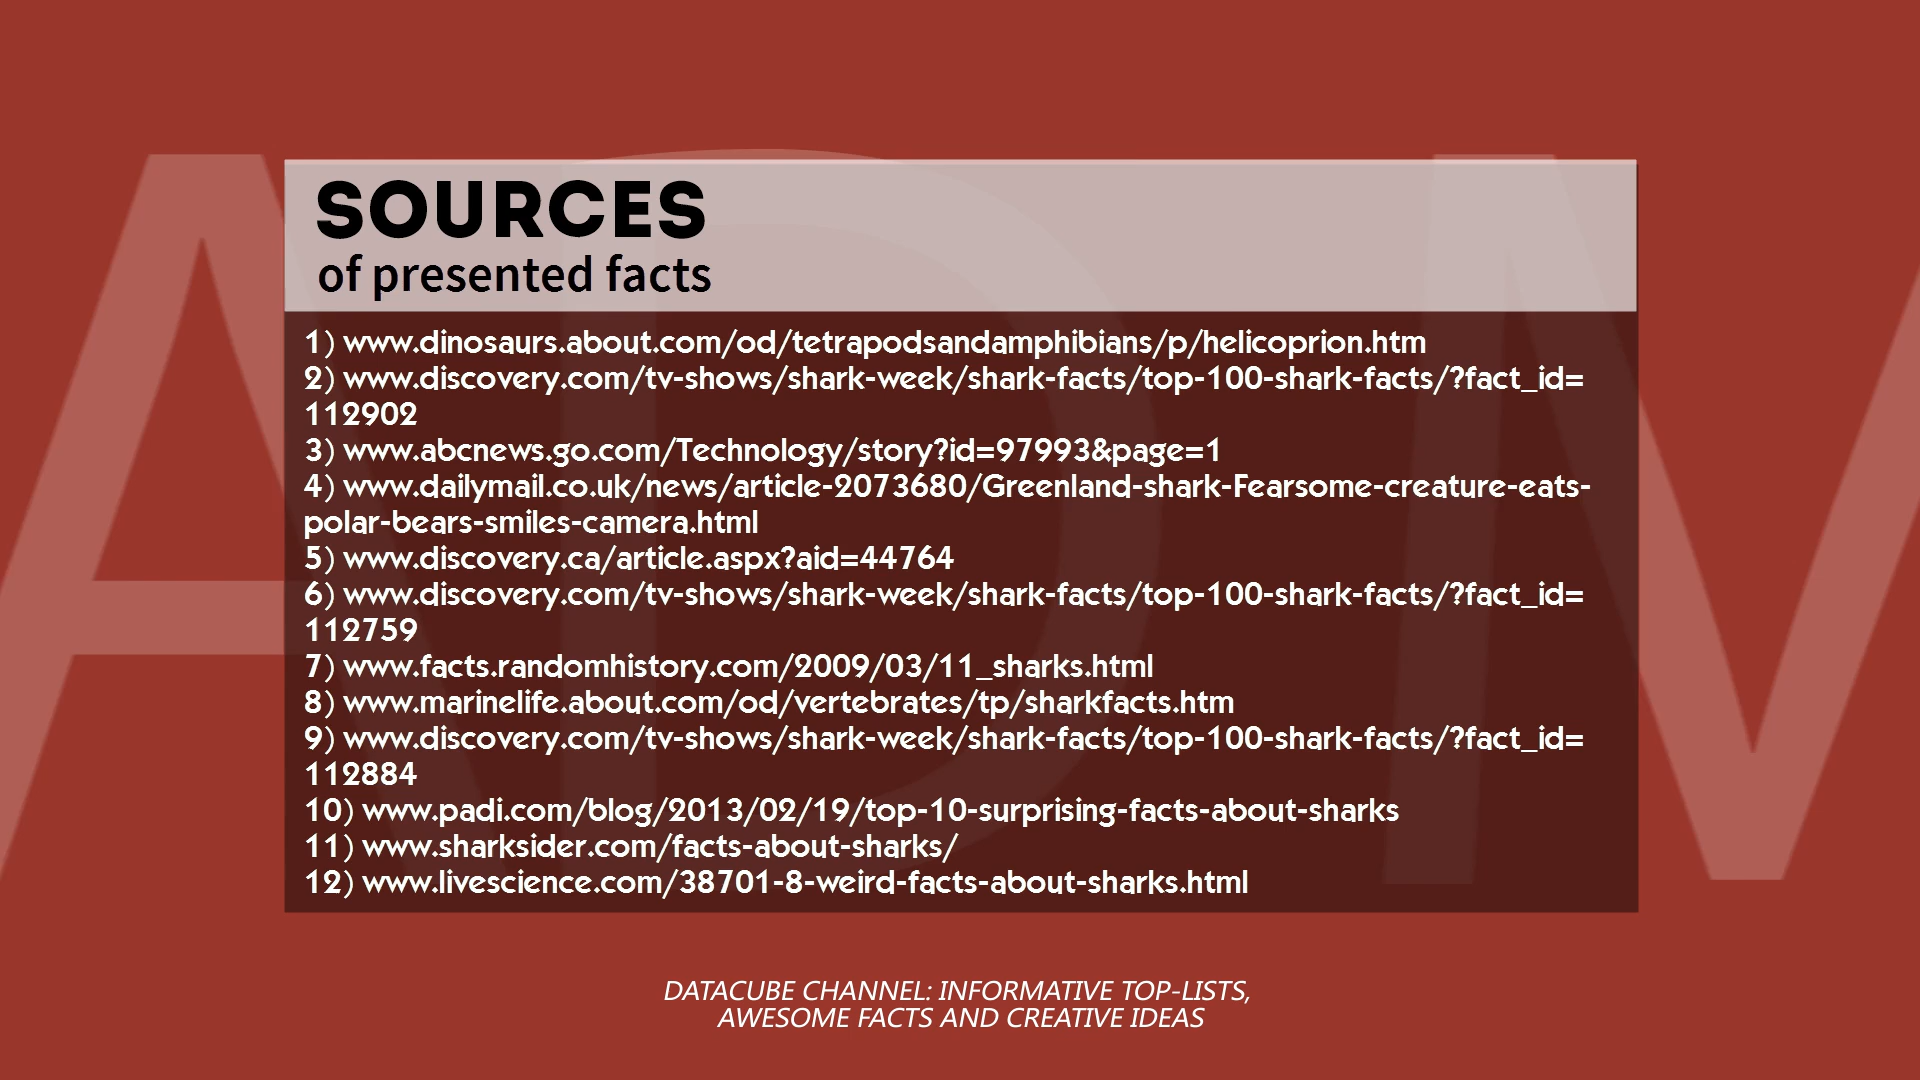 SOURCES
of presented facts
1) www.dinosaurs.about.com/od/tetrapodsandamphibians/p/helicoprion.htm
2) www.discovery.com/tv-shows/shark-week/shark-facts/top-100-shark-facts/?fact_id=
112902
3) www.abcnews.go.com/Technology/story?id=97993&page=1
4) www.dailymail.co.uk/news/article-2073680/Greenland-shark-Fearsome-creature-eats-
polar-bears-smiles-camera.html
5) www.discovery.ca/article.aspx?aid=44764
6) www.discovery.com/tv-shows/shark-week/shark-facts/top-100-shark-facts/?fact_id=
112759
7) www.facts.randomhistory.com/2009/03/11_sharks.html
8) www.marinelife.about.com/od/vertebrates/tp/sharkfacts.htm
9) www.discovery.com/tv-shows/shark-week/shark-facts/top-100-shark-facts/?fact_id=
112884
10) www.padi.com/blog/2013/02/19/top-10-surprising-facts-about-sharks
11) www.sharksider.com/facts-about-sharks/
12) www.livescience.com/38701-8-weird-facts-about-sharks.html
DATACUBE CHANNEL: INFORMATIVE TOP-LISTS,
AWESOME FACTS AND CREATIVE IDEAS